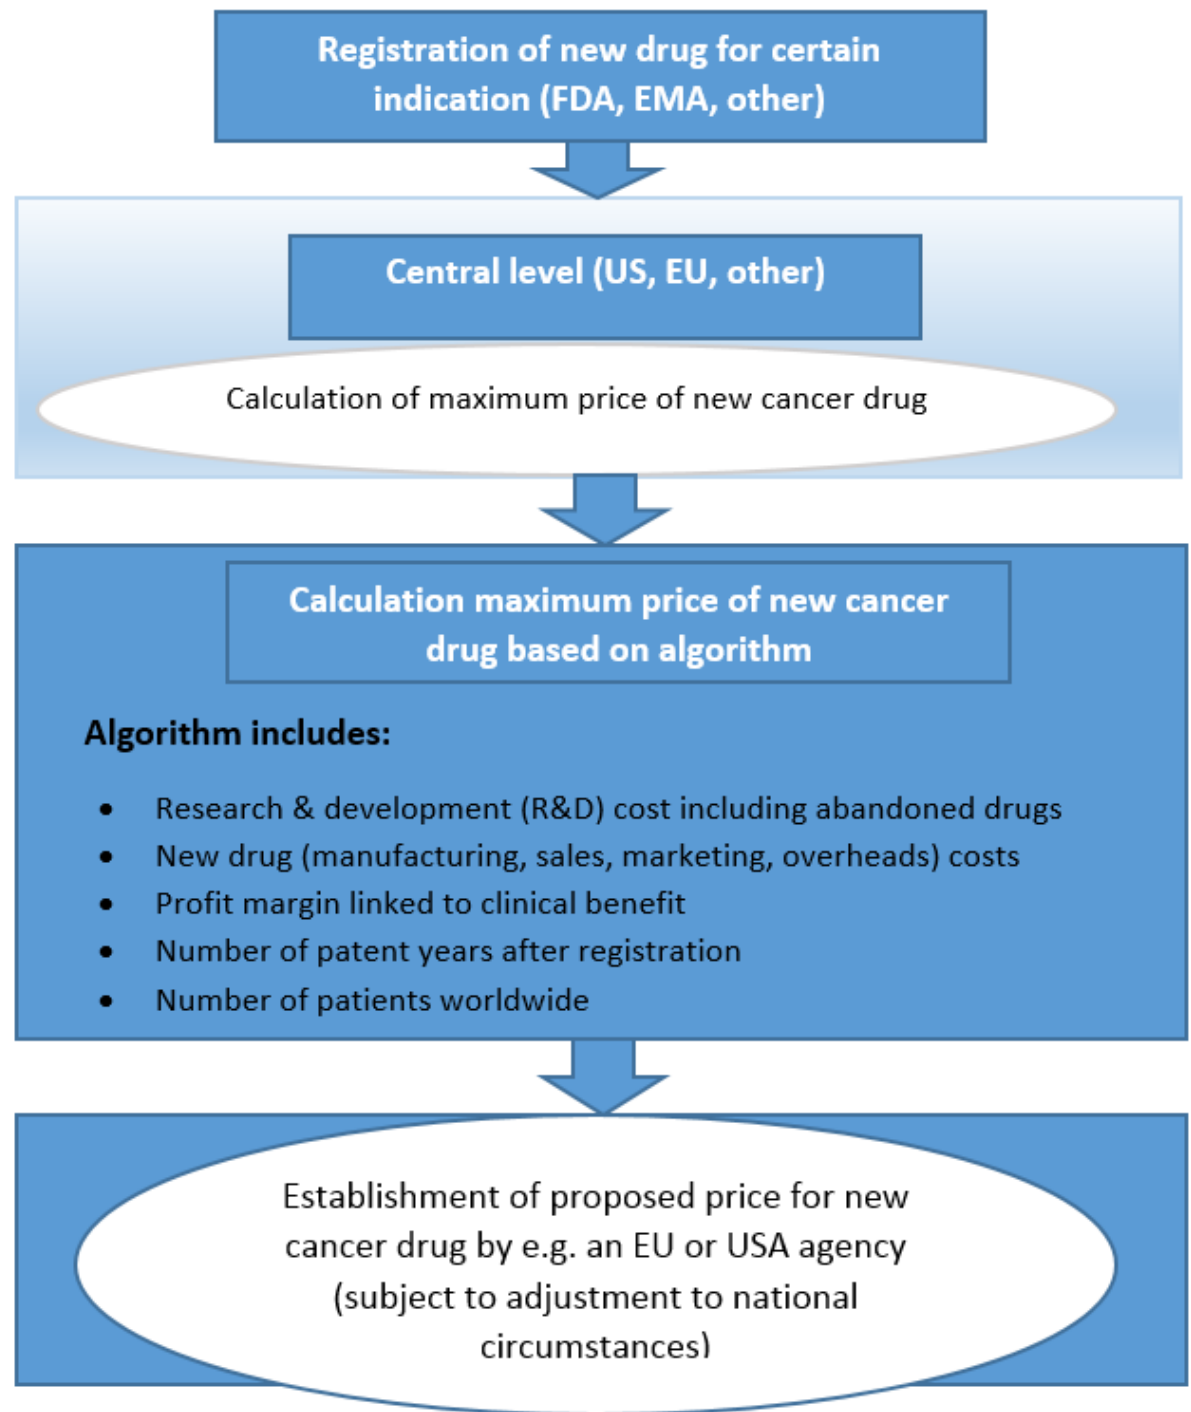 Registration of new drug for certain
indication (FDA, EMA, other)
Central level (US, EU, other)
Calculation of maximum price of new cancer drug
Calculation maximum price of new cancer
drug based on algorithm
Algorithm includes:
• Research & development (R&D) cost including abandoned drugs
• New drug (manufacturing, sales, marketing, overheads) costs
• Profit margin linked to clinical benefit
• Number of patent years after registration
• Number of patients worldwide
Establishment of proposed price for new
cancer drug by e.g. an EU or USA agency
(subject to adjustment to national
circumstances)